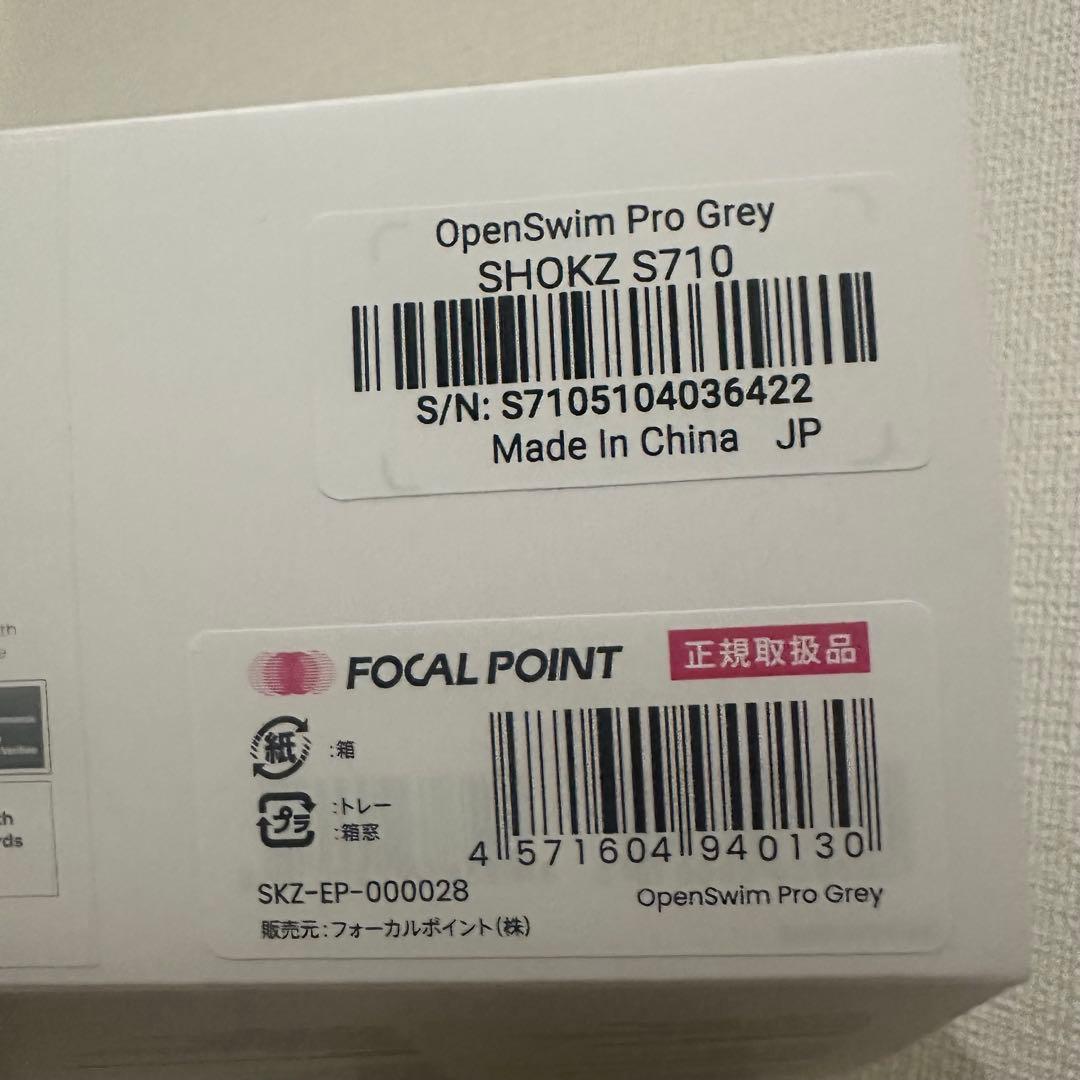 OpenSwim Pro Grey
SHOKZ S710
S/N: S7105104036422
Made In China JP
FOCAL POINT 正規取扱品
紙 :箱
プラ :トレー
:箱窓
4 571604 940130
SKZ-EP-000028 OpenSwim Pro Grey
販売元:フォーカルポイント(株)